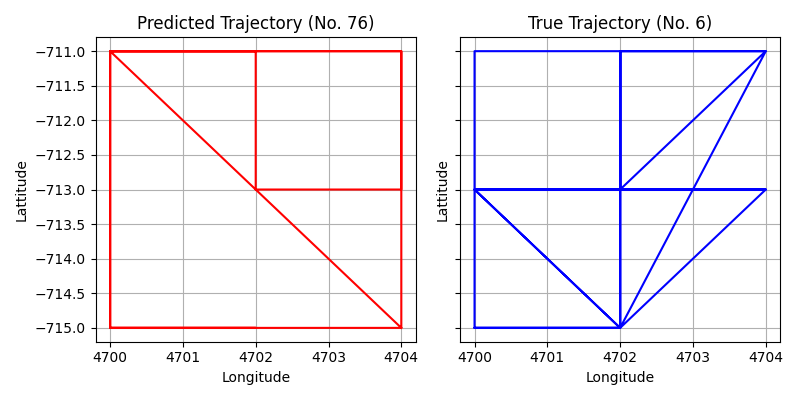 Predicted Trajectory (No. 76)
True Trajectory (No. 6)
Lattitude
−711.0
−711.5
−712.0
−712.5
−713.0
−713.5
−714.0
−714.5
−715.0
4700 4701 4702 4703 4704
Longitude
Lattitude
4700 4701 4702 4703 4704
Longitude